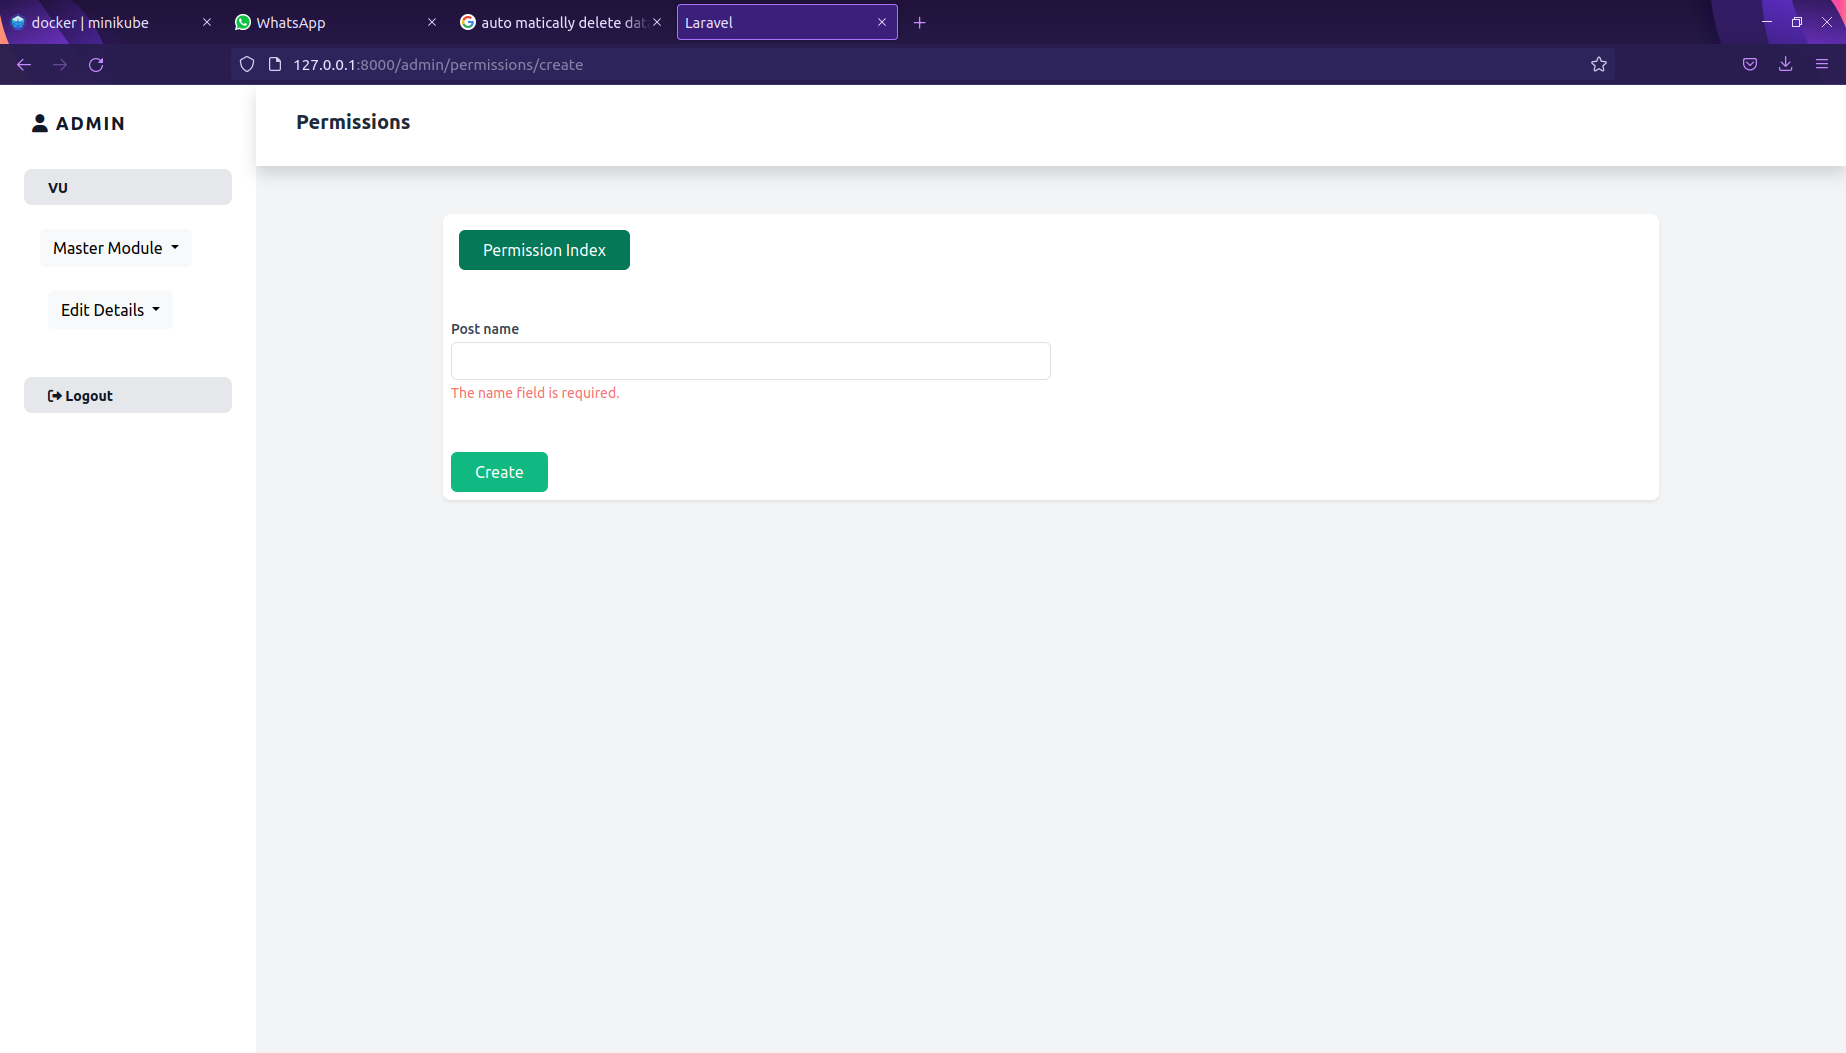 docker | minikube
WhatsApp
auto matically delete dat
Laravel
127.0.0.1:8000/admin/permissions/create
ADMIN
Permissions
VU
Master Module
Edit Details
Logout
Permission Index
Post name
The name field is required.
Create